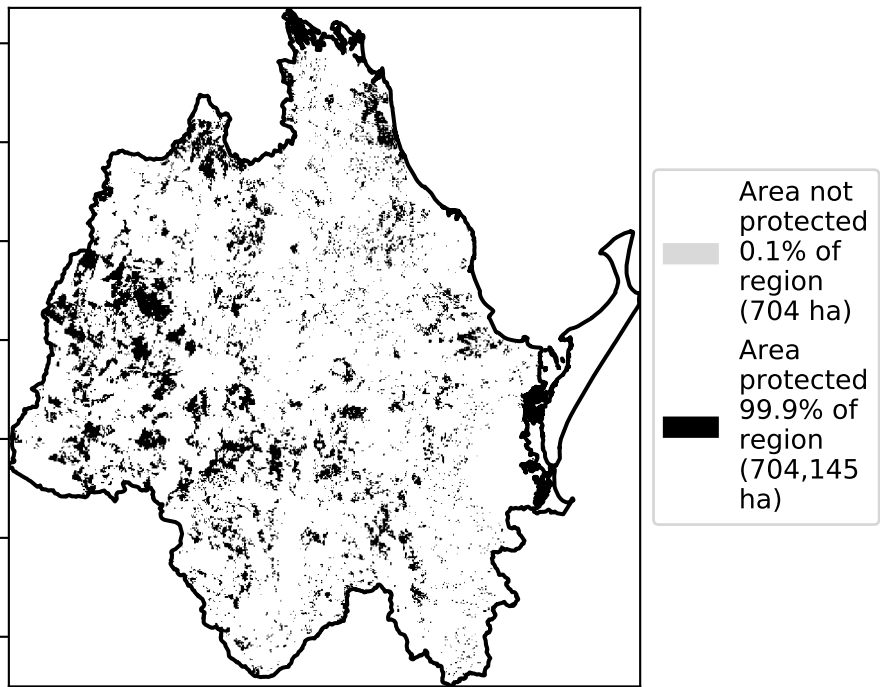 Area not
protected
0.1% of
region
(704 ha)
Area
protected
99.9% of
region
(704,145
ha)